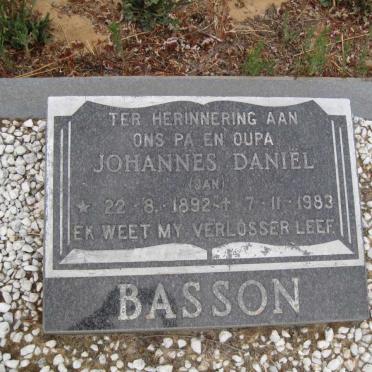 TER HERINNERING AAN
ONS PA EN OUPA
JOHANNES DANIËL
(JAN)
* 22-8-1892 + 7-11-1983
EK WEET MY VERLOSSER LEEF.
BASSON